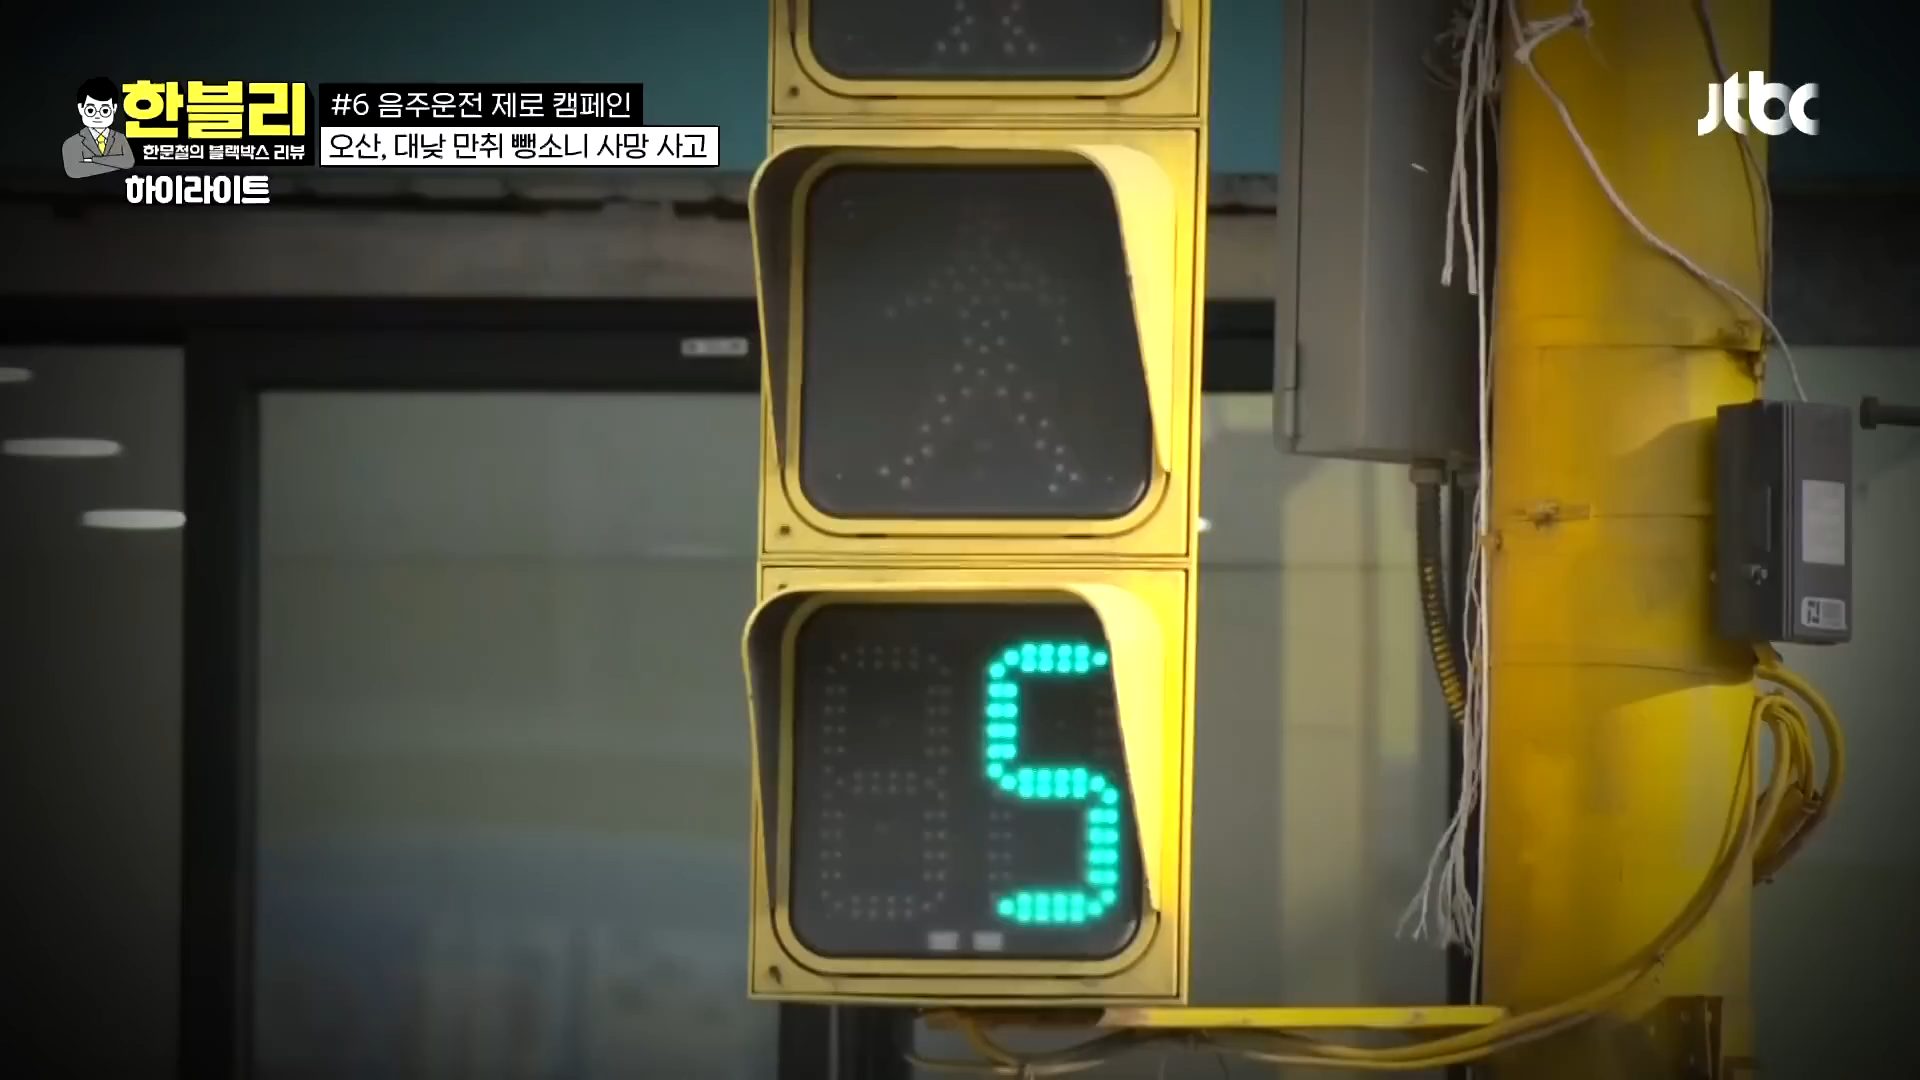 한블리
한문철의 블랙박스 리뷰
하이라이트
#6 음주운전 제로 캠페인
오산, 대낮 만취 뺑소니 사망 사고
jtbc
5